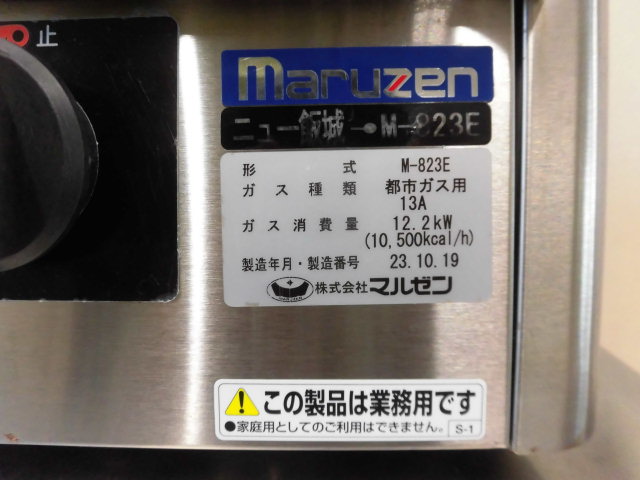 止
maruzen
ニュー飯城 M-823E
形 式 M-823E
ガス種類 都市ガス用
13A
ガス消費量 12.2kW
(10,500kcal/h)
製造年月・製造番号 23.10.19
株式会社マルゼン
この製品は業務用です
●家庭用としてのご利用はできません。 S-1